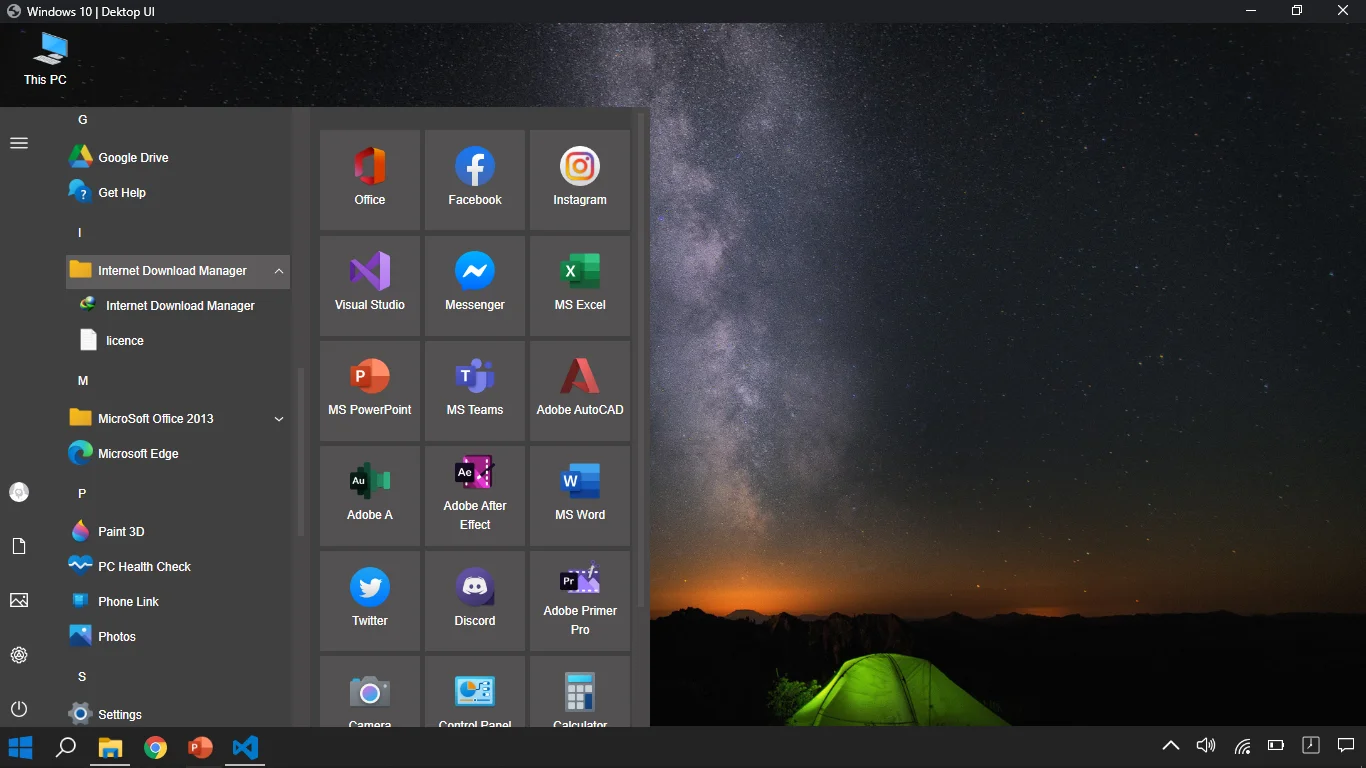 Windows 10 | Dektop UI
This PC
G
Google Drive
Get Help
I
Internet Download Manager
Internet Download Manager
licence
M
MicroSoft Office 2013
Microsoft Edge
P
Paint 3D
PC Health Check
Phone Link
Photos
S
Settings
Office
Facebook
Instagram
Visual Studio
Messenger
X
MS Excel
P
MS PowerPoint
T
MS Teams
Adobe AutoCAD
Au
Adobe A
Ae
Adobe After
Effect
W
MS Word
Twitter
Discord
Pr
Adobe Primer
Pro
Camera
Control Panel
Calculator
P